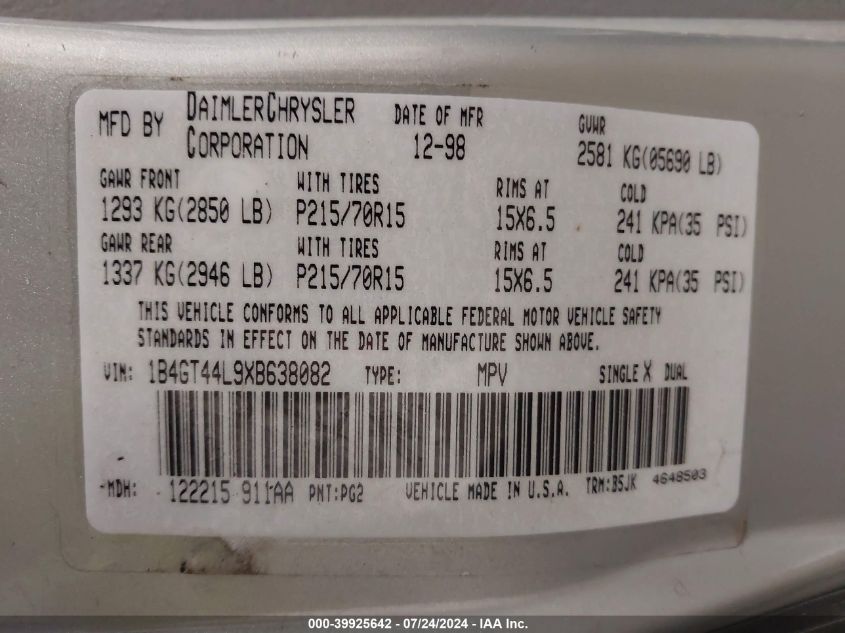 MFD BY DAIMLERCHRYSLER CORPORATION DATE OF MFR 12-98 GVWR 2581 KG(05690 LB)
GAWR FRONT WITH TIRES RIMS AT COLD
1293 KG(2850 LB) P215/70R15 15X6.5 241 KPA(35 PSI)
GAWR REAR WITH TIRES RIMS AT COLD
1337 KG(2946 LB) P215/70R15 15X6.5 241 KPA(35 PSI)
THIS VEHICLE CONFORMS TO ALL APPLICABLE FEDERAL MOTOR VEHICLE SAFETY
STANDARDS IN EFFECT ON THE DATE OF MANUFACTURE SHOWN ABOVE.
VIN: 1B4GT44L9XB638082 TYPE: MPV SINGLE X DUAL
MDH: 122215 911AA PNT:PG2 VEHICLE MADE IN U.S.A. TRM:BSJK 4648503
000-39925642 - 07/24/2024 - IAA Inc.